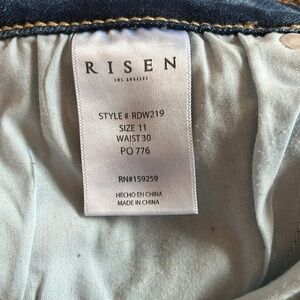 RISEN
LOS ANGELES
STYLE# RDW219
SIZE 11
WAIST 30
PO 776
RN#159259
HECHO EN CHINA
MADE IN CHINA